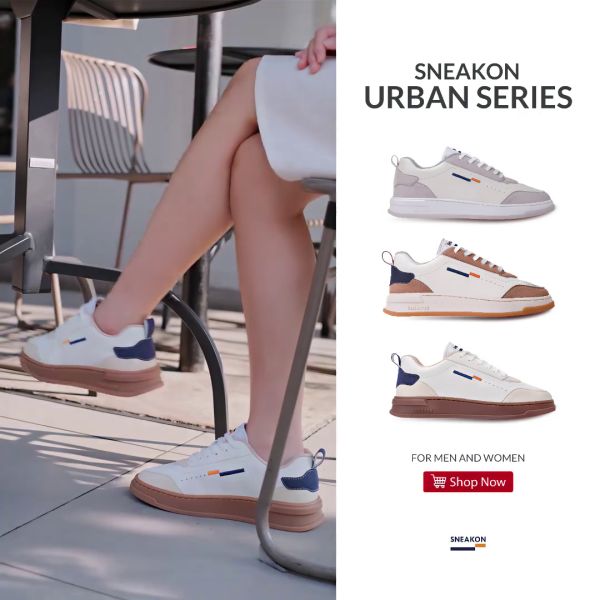 SNEAKON
URBAN SERIES
FOR MEN AND WOMEN
Shop Now
SNEAKON